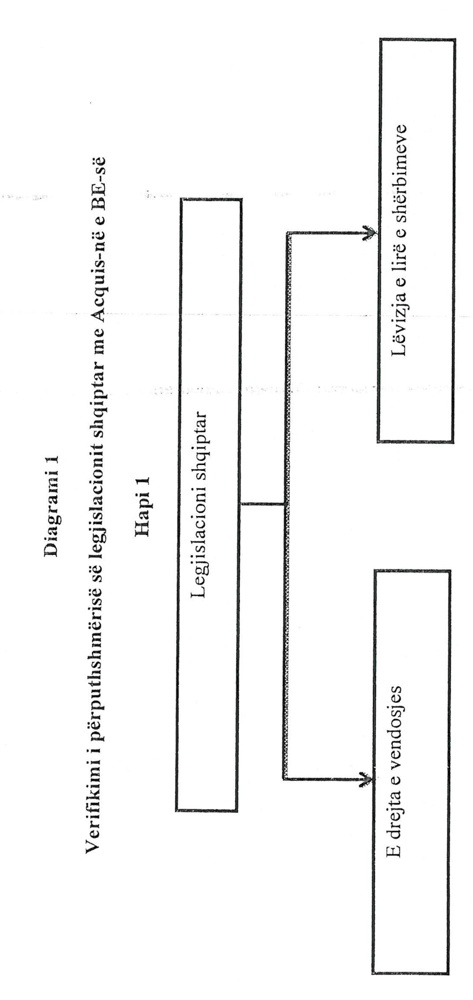 Diagrami 1
Verifikimi i përputhshmërisë së legjislacionit shqiptar me Acquis-në e BE-së
Hapi 1
Legjislacioni shqiptar
E drejta e vendosjes
Lëvizja e lirë e shërbimeve